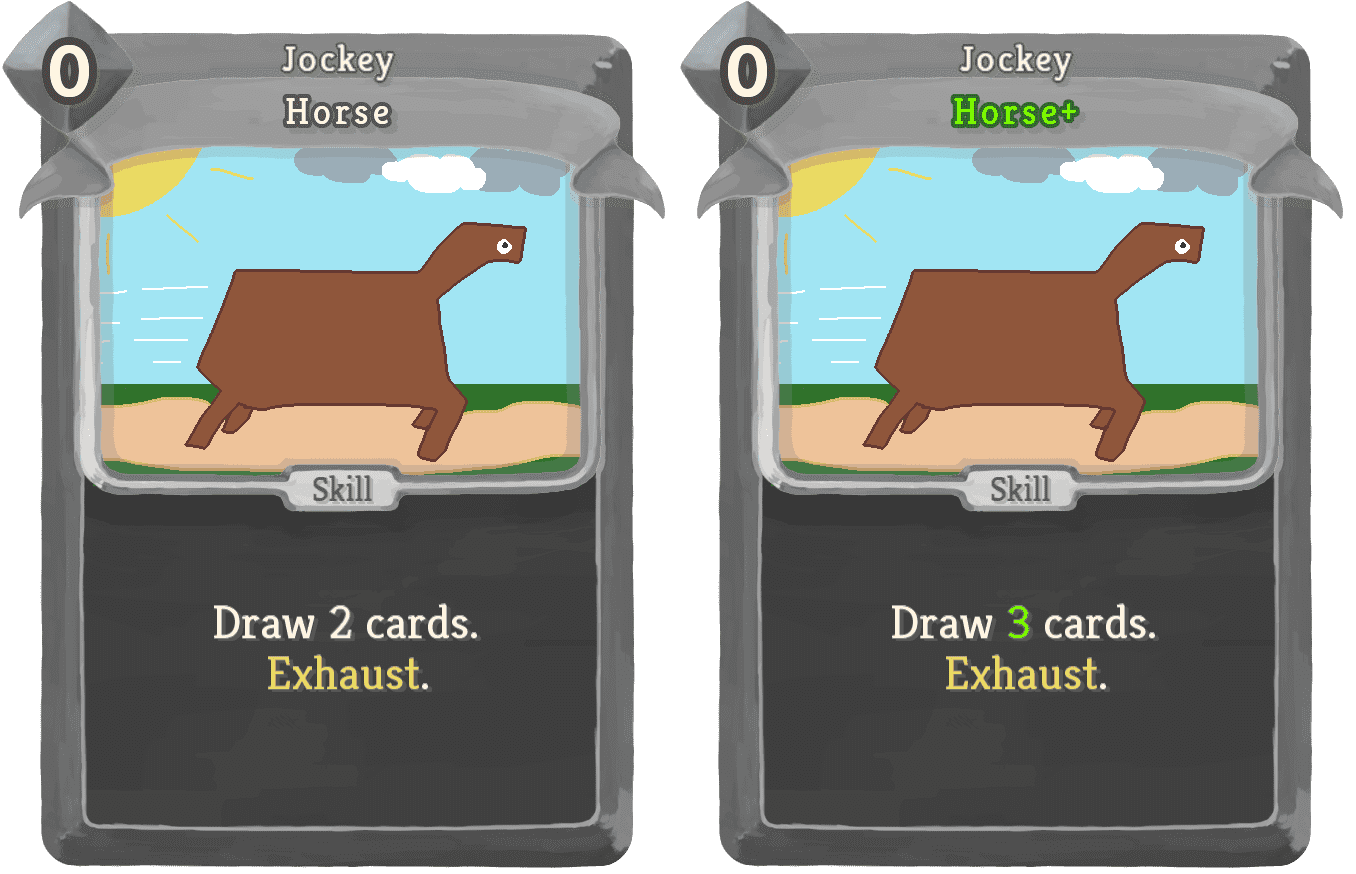 0
Jockey
Horse
Skill
Draw 2 cards.
Exhaust.
0
Jockey
Horse+
Skill
Draw 3 cards.
Exhaust.